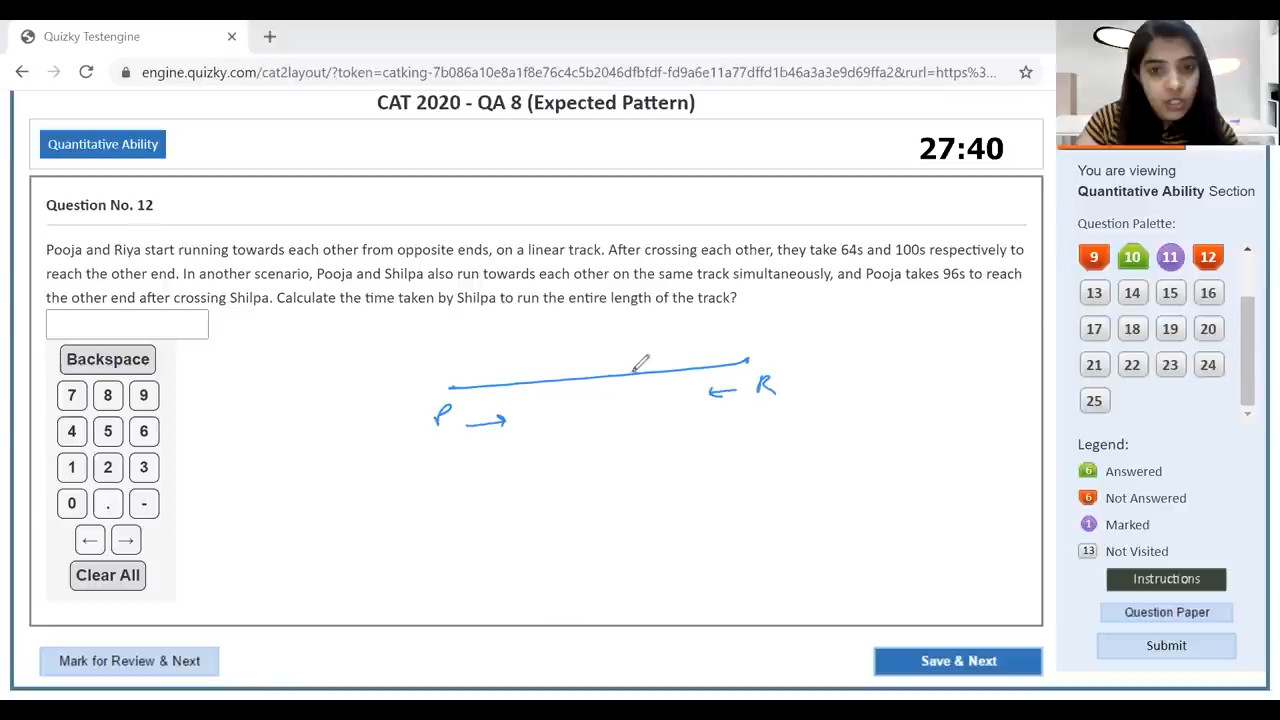 Quizky Testengine
engine.quizky.com/cat2layout/?token=catking-7b086a10e8a1f8e76c4c5b2046dfbfdf-fd9a6e11a77dffd1b46a3a3e9d69ffa2&rurl=https%3...
CAT 2020 - QA 8 (Expected Pattern)
Quantitative Ability
27:40
Question No. 12
Pooja and Riya start running towards each other from opposite ends, on a linear track. After crossing each other, they take 64s and 100s respectively to
reach the other end. In another scenario, Pooja and Shilpa also run towards each other on the same track simultaneously, and Pooja takes 96s to reach
the other end after crossing Shilpa. Calculate the time taken by Shilpa to run the entire length of the track?
Backspace
7 8 9
4 5 6
1 2 3
0 . -
← →
Clear All
P → ← R
Mark for Review & Next
Save & Next
You are viewing
Quantitative Ability Section
Question Palette:
9 10 11 12
13 14 15 16
17 18 19 20
21 22 23 24
25
Legend:
6 Answered
6 Not Answered
1 Marked
13 Not Visited
Instructions
Question Paper
Submit